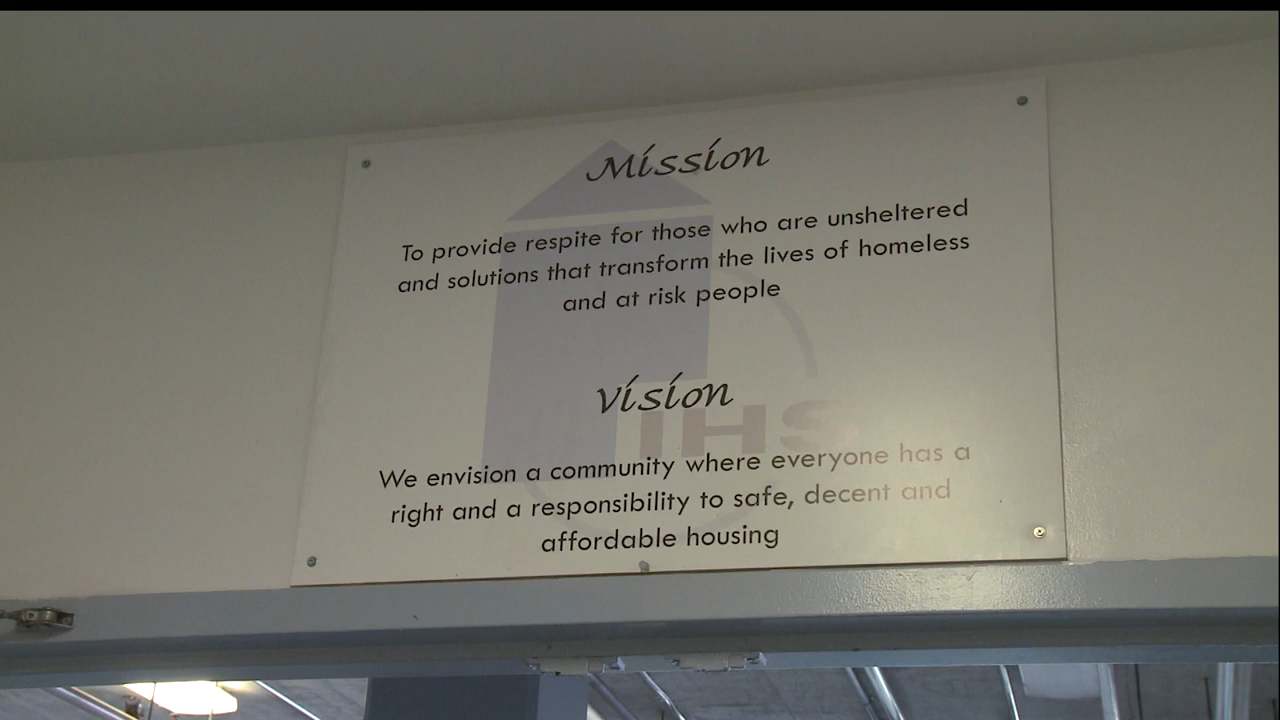 Mission
To provide respite for those who are unsheltered
and solutions that transform the lives of homeless
and at risk people
Vision
IHS
We envision a community where everyone has a
right and a responsibility to safe, decent and
affordable housing